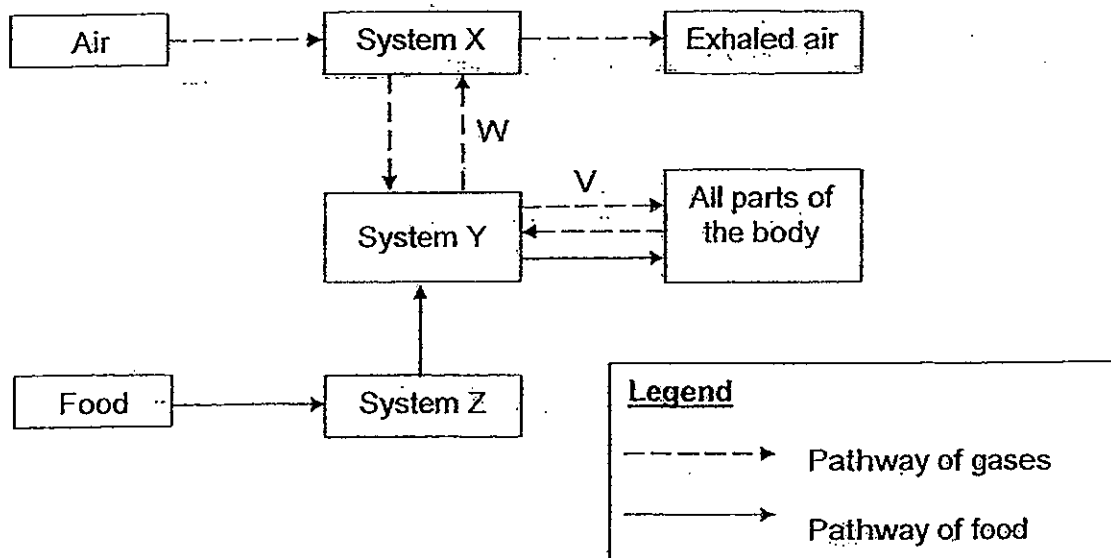 Air
System X
Exhaled air
W
V
System Y
All parts of
the body
Food
System Z
Legend
Pathway of gases
Pathway of food